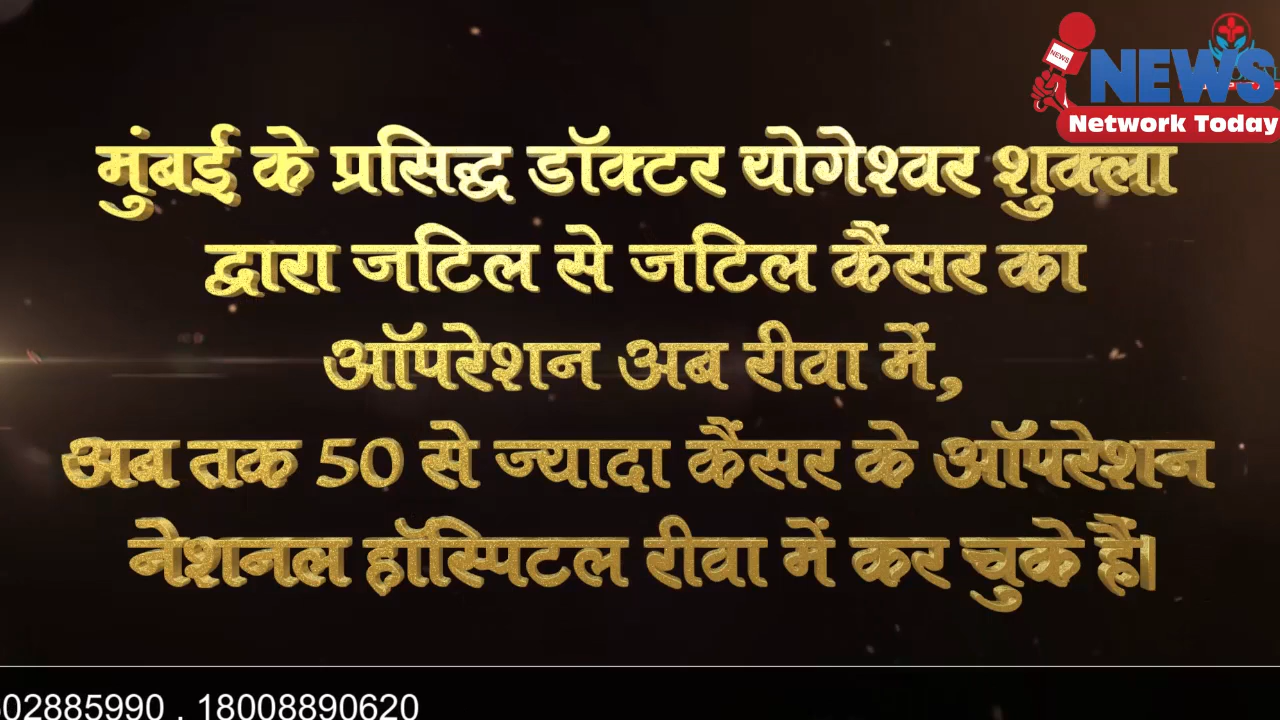 NEWS
NEWS
Network Today
मुंबई के प्रसिद्ध डॉक्टर योगेश्वर शुक्ला
द्वारा जटिल से जटिल कैंसर का
ऑपरेशन अब रीवा में,
अब तक 50 से ज्यादा कैंसर के ऑपरेशन
नेशनल हॉस्पिटल रीवा में कर चुके हैं।
02885990 , 18008890620